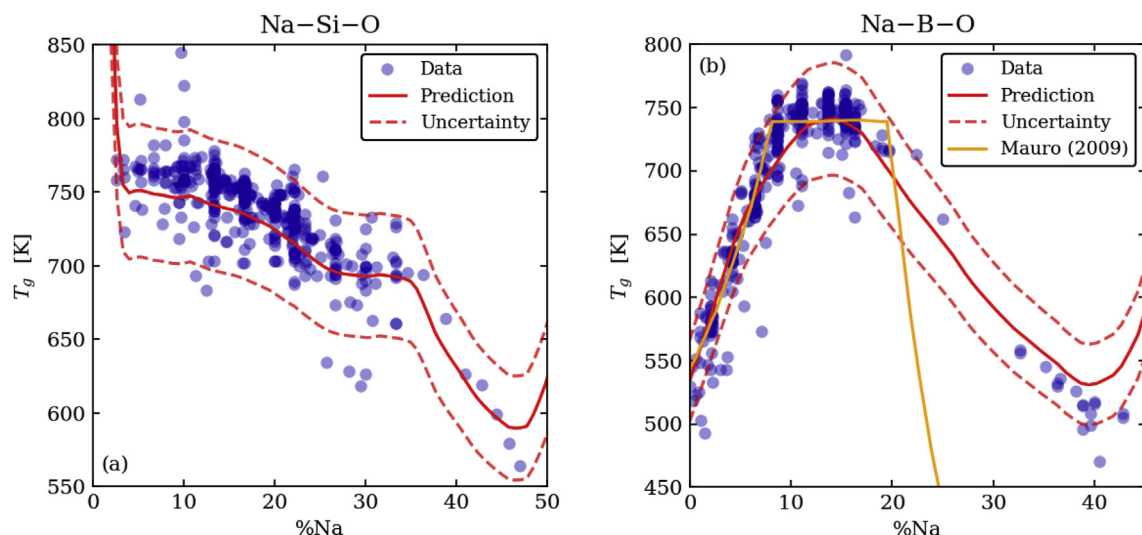 Na−Si−O
850
800
750
700
650
600
550
0
10
20
30
40
50
T_g [K]
%Na
(a)
Data
Prediction
Uncertainty
Na−B−O
800
750
700
650
600
550
500
450
0
10
20
30
40
T_g [K]
%Na
(b)
Data
Prediction
Uncertainty
Mauro (2009)